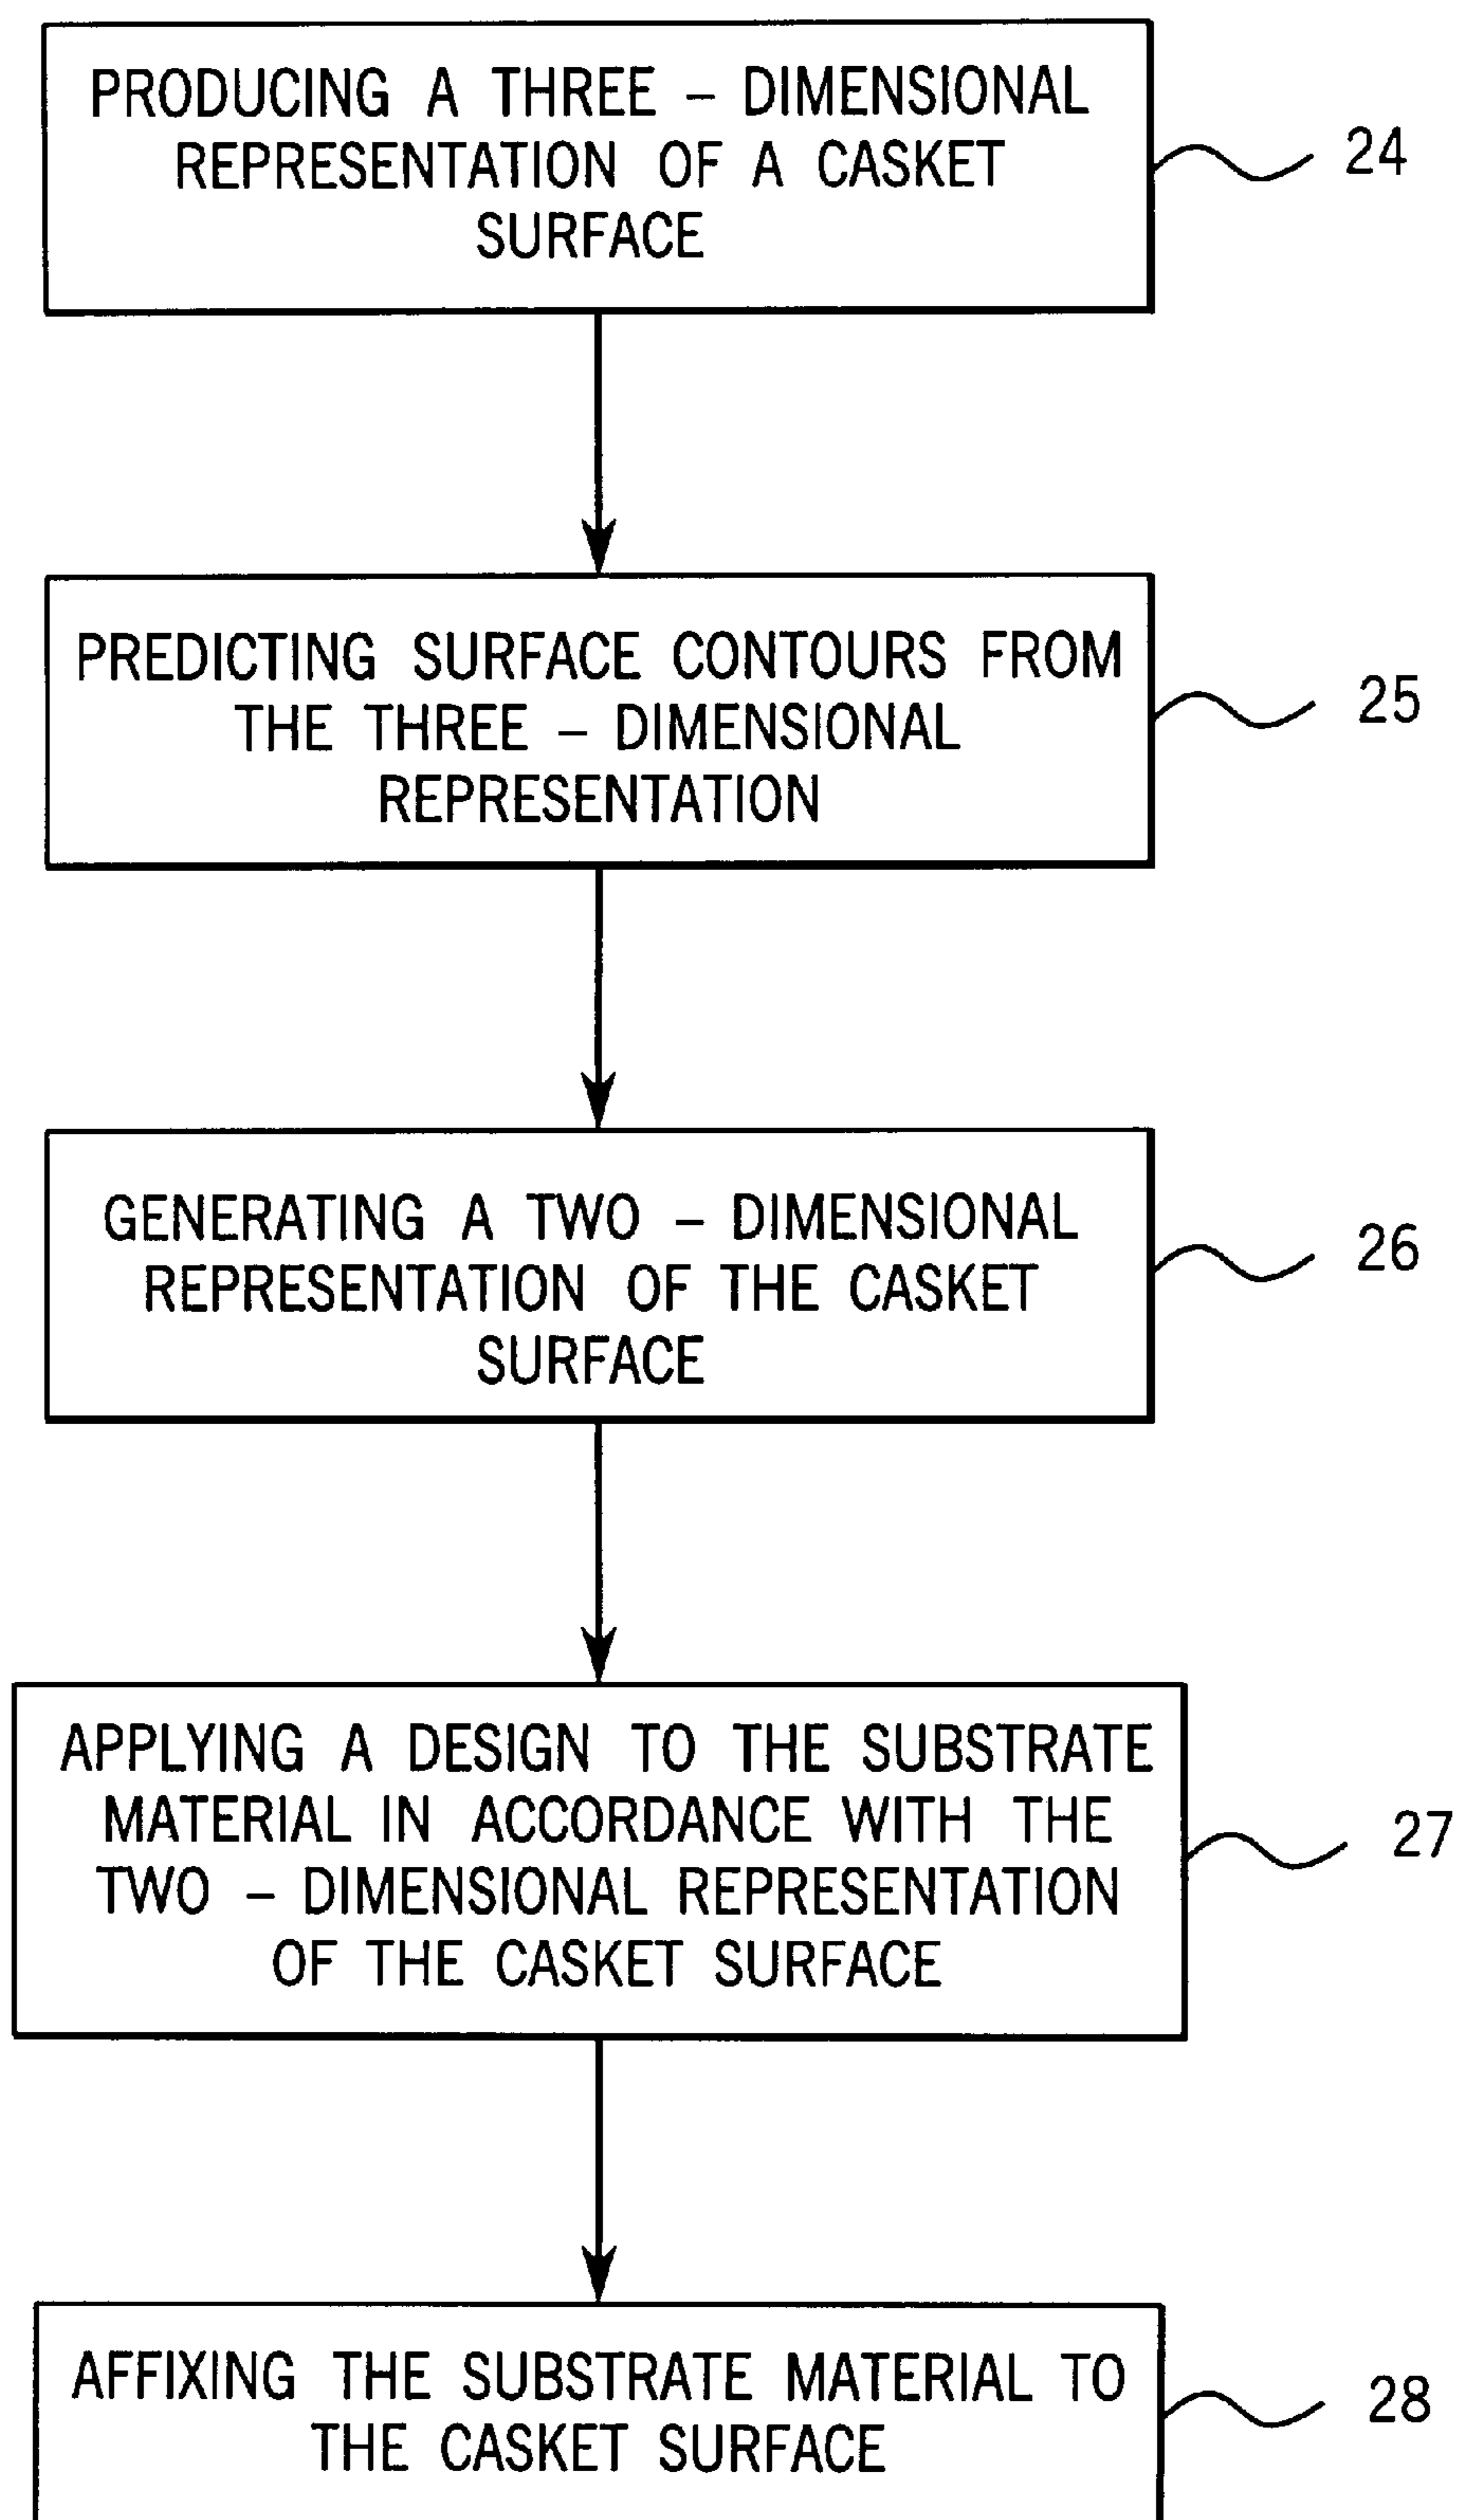 PRODUCING A THREE – DIMENSIONAL
REPRESENTATION OF A CASKET
SURFACE
24
PREDICTING SURFACE CONTOURS FROM
THE THREE – DIMENSIONAL
REPRESENTATION
25
GENERATING A TWO – DIMENSIONAL
REPRESENTATION OF THE CASKET
SURFACE
26
APPLYING A DESIGN TO THE SUBSTRATE
MATERIAL IN ACCORDANCE WITH THE
TWO – DIMENSIONAL REPRESENTATION
OF THE CASKET SURFACE
27
AFFIXING THE SUBSTRATE MATERIAL TO
THE CASKET SURFACE
28